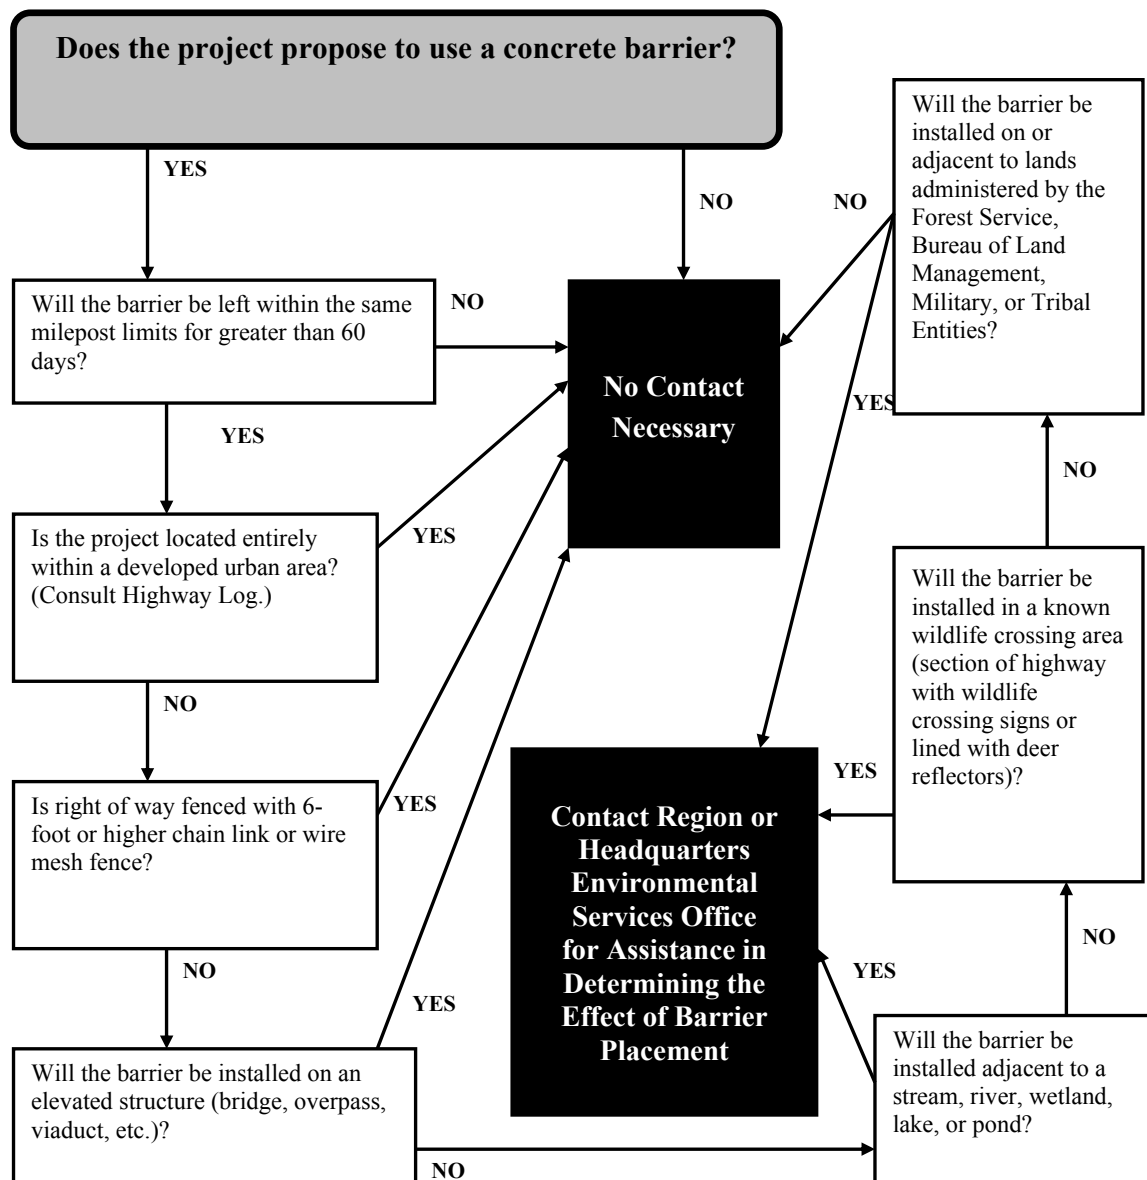 Does the project propose to use a concrete barrier?
YES
NO
Will the barrier be left within the same
milepost limits for greater than 60
days?
NO
YES
Is the project located entirely
within a developed urban area?
(Consult Highway Log.)
YES
NO
Is right of way fenced with 6-
foot or higher chain link or wire
mesh fence?
YES
NO
Will the barrier be installed on an
elevated structure (bridge, overpass,
viaduct, etc.)?
YES
NO
No Contact
Necessary
Will the barrier be
installed adjacent to a
stream, river, wetland,
lake, or pond?
YES
NO
Will the barrier be
installed in a known
wildlife crossing area
(section of highway
with wildlife
crossing signs or
lined with deer
reflectors)?
YES
NO
Will the barrier be
installed on or
adjacent to lands
administered by the
Forest Service,
Bureau of Land
Management,
Military, or Tribal
Entities?
NO
YES
Contact Region or
Headquarters
Environmental
Services Office
for Assistance in
Determining the
Effect of Barrier
Placement